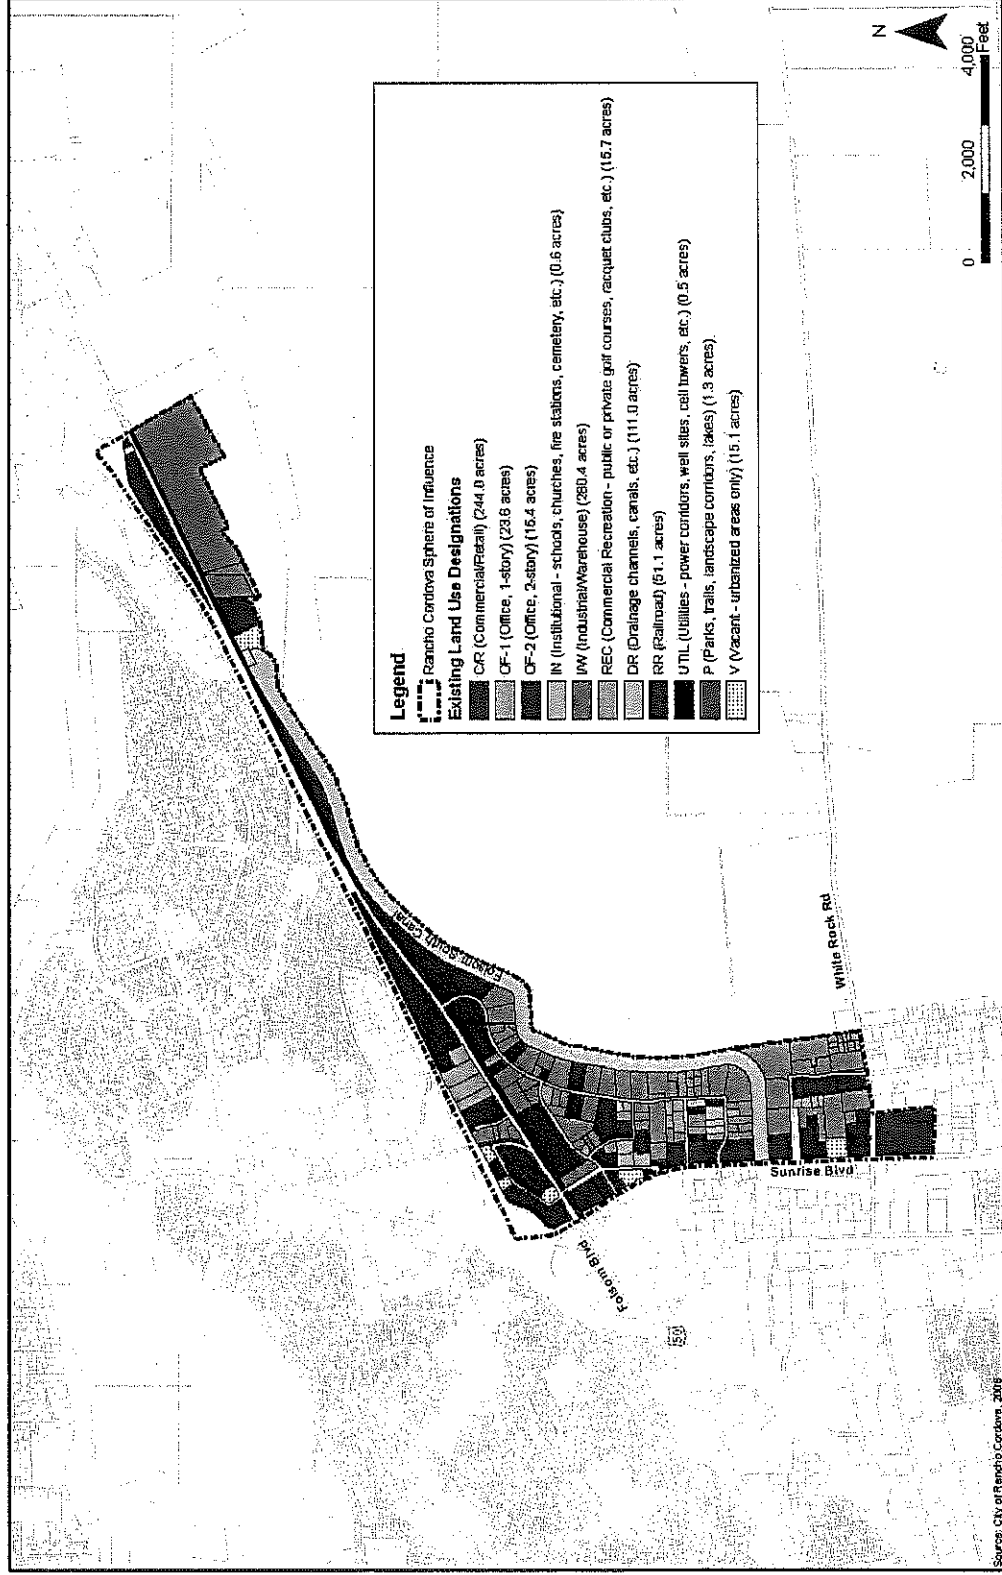 N
0 2,000 4,000
Feet
Legend
Rancho Cordova Sphere of Influence
Existing Land Use Designations
C/R (Commercial/Retail) (244.0 acres)
OF-1 (Office, 1-story) (23.6 acres)
OF-2 (Office, 2-story) (15.4 acres)
IN (Institutional - schools, churches, fire stations, cemetery, etc.) (0.6 acres)
I/W (Industrial/Warehouse) (280.4 acres)
REC (Commercial Recreation - public or private golf courses, racquet clubs, etc.) (15.7 acres)
DR (Drainage channels, canals, etc.) (111.0 acres)
RR (Railroad) (51.1 acres)
UTIL (Utilities - power corridors, well sites, cell towers, etc.) (0.5 acres)
P (Parks, trails, landscape corridors, lakes) (1.3 acres)
V (Vacant - urbanized areas only) (15.1 acres)
Folsom South Canal
White Rock Rd
Sunrise Blvd
Folsom Blvd
50
Source: City of Rancho Cordova, 2006